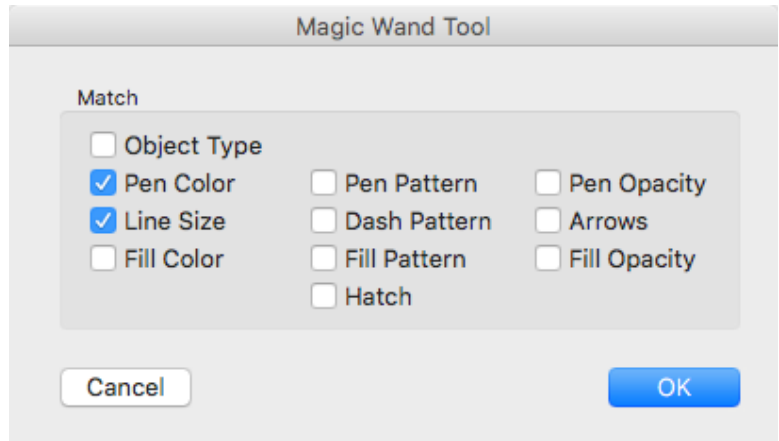 Magic Wand Tool
Match
Object Type
Pen Color Pen Pattern Pen Opacity
Line Size Dash Pattern Arrows
Fill Color Fill Pattern Fill Opacity
Hatch
Cancel OK